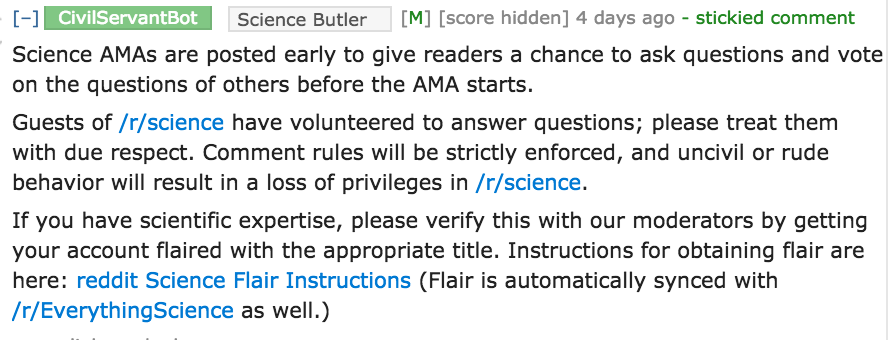 [–] CivilServantBot Science Butler [M] [score hidden] 4 days ago - stickied comment
Science AMAs are posted early to give readers a chance to ask questions and vote
on the questions of others before the AMA starts.
Guests of /r/science have volunteered to answer questions; please treat them
with due respect. Comment rules will be strictly enforced, and uncivil or rude
behavior will result in a loss of privileges in /r/science.
If you have scientific expertise, please verify this with our moderators by getting
your account flaired with the appropriate title. Instructions for obtaining flair are
here: reddit Science Flair Instructions (Flair is automatically synced with
/r/EverythingScience as well.)